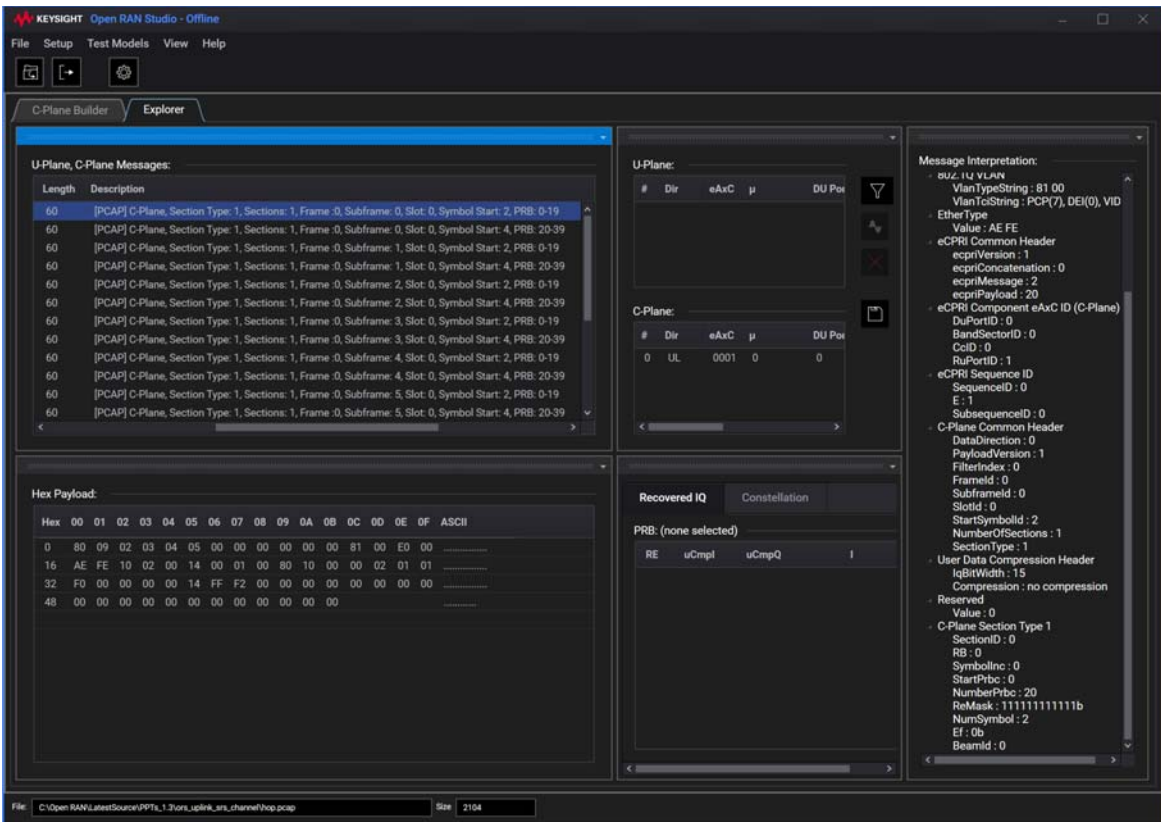 KEYSIGHT Open RAN Studio - Offline
File Setup Test Models View Help
C-Plane Builder Explorer
U-Plane, C-Plane Messages:
Length Description
60 [PCAP] C-Plane, Section Type: 1, Sections: 1, Frame :0, Subframe: 0, Slot: 0, Symbol Start: 2, PRB: 0-19
60 [PCAP] C-Plane, Section Type: 1, Sections: 1, Frame :0, Subframe: 0, Slot: 0, Symbol Start: 4, PRB: 20-39
60 [PCAP] C-Plane, Section Type: 1, Sections: 1, Frame :0, Subframe: 1, Slot: 0, Symbol Start: 2, PRB: 0-19
60 [PCAP] C-Plane, Section Type: 1, Sections: 1, Frame :0, Subframe: 1, Slot: 0, Symbol Start: 4, PRB: 20-39
60 [PCAP] C-Plane, Section Type: 1, Sections: 1, Frame :0, Subframe: 2, Slot: 0, Symbol Start: 2, PRB: 0-19
60 [PCAP] C-Plane, Section Type: 1, Sections: 1, Frame :0, Subframe: 2, Slot: 0, Symbol Start: 4, PRB: 20-39
60 [PCAP] C-Plane, Section Type: 1, Sections: 1, Frame :0, Subframe: 3, Slot: 0, Symbol Start: 2, PRB: 0-19
60 [PCAP] C-Plane, Section Type: 1, Sections: 1, Frame :0, Subframe: 3, Slot: 0, Symbol Start: 4, PRB: 20-39
60 [PCAP] C-Plane, Section Type: 1, Sections: 1, Frame :0, Subframe: 4, Slot: 0, Symbol Start: 2, PRB: 0-19
60 [PCAP] C-Plane, Section Type: 1, Sections: 1, Frame :0, Subframe: 4, Slot: 0, Symbol Start: 4, PRB: 20-39
60 [PCAP] C-Plane, Section Type: 1, Sections: 1, Frame :0, Subframe: 5, Slot: 0, Symbol Start: 2, PRB: 0-19
60 [PCAP] C-Plane, Section Type: 1, Sections: 1, Frame :0, Subframe: 5, Slot: 0, Symbol Start: 4, PRB: 20-39
U-Plane:
# Dir eAxC µ DU Por
C-Plane:
# Dir eAxC µ DU Por
0 UL 0001 0 0
Message Interpretation:
802.1Q VLAN
VlanTypeString : 81 00
VlanTciString : PCP(7), DEI(0), VID
EtherType
Value : AE FE
eCPRI Common Header
ecpriVersion : 1
ecpriConcatenation : 0
ecpriMessage : 2
ecpriPayload : 20
eCPRI Component eAxC ID (C-Plane)
DuPortID : 0
BandSectorID : 0
CcID : 0
RuPortID : 1
eCPRI Sequence ID
SequenceID : 0
E : 1
SubsequenceID : 0
C-Plane Common Header
DataDirection : 0
PayloadVersion : 1
FilterIndex : 0
FrameId : 0
SubframeId : 0
SlotId : 0
StartSymbolId : 2
NumberOfSections : 1
SectionType : 1
User Data Compression Header
IqBitWidth : 15
Compression : no compression
Reserved
Value : 0
C-Plane Section Type 1
SectionID : 0
RB : 0
SymbolInc : 0
StartPrbc : 0
NumberPrbc : 20
ReMask : 111111111111b
NumSymbol : 2
Ef : 0b
BeamId : 0
Hex Payload:
Hex 00 01 02 03 04 05 06 07 08 09 0A 0B 0C 0D 0E 0F ASCII
0 80 09 02 03 04 05 00 00 00 00 00 00 81 00 E0 00 ................
16 AE FE 10 02 00 14 00 01 00 80 10 00 00 02 01 01 ................
32 F0 00 00 00 00 14 FF F2 00 00 00 00 00 00 00 00 ................
48 00 00 00 00 00 00 00 00 00 00 00 00 ............
Recovered IQ Constellation
PRB: (none selected)
RE uCmpI uCmpQ I
File: C:\Open RAN\LatestSource\PPTs_1.3\ors_uplink_srs_channel\hop.pcap Size 2104